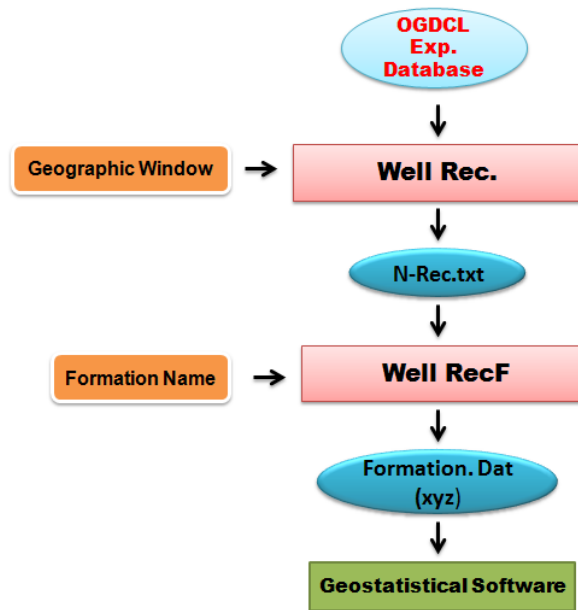 OGDCL
Exp.
Database
Geographic Window
Well Rec.
N-Rec.txt
Formation Name
Well RecF
Formation. Dat
(xyz)
Geostatistical Software